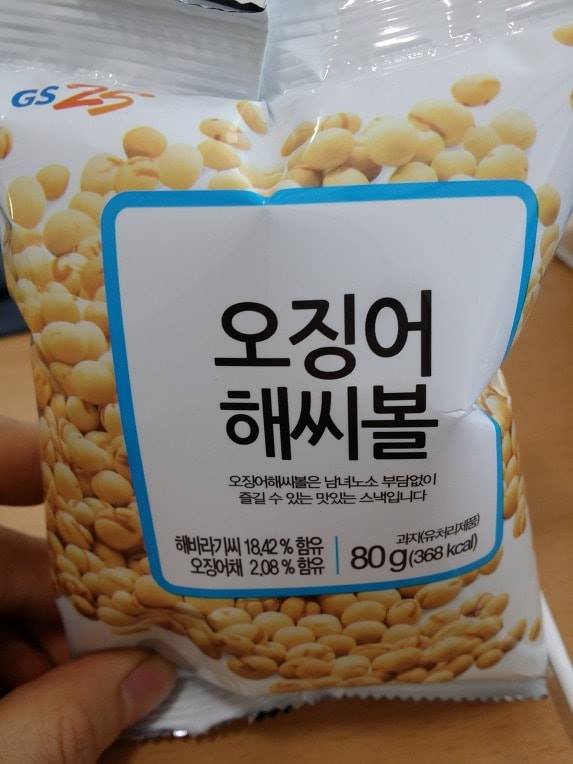 GS25
오징어
해씨볼
오징어해씨볼은 남녀노소 부담없이
즐길 수 있는 맛있는 스낵입니다
해바라기씨 18.42% 함유
오징어채 2.08% 함유
과자(유처리제품)
80g(368 kcal)